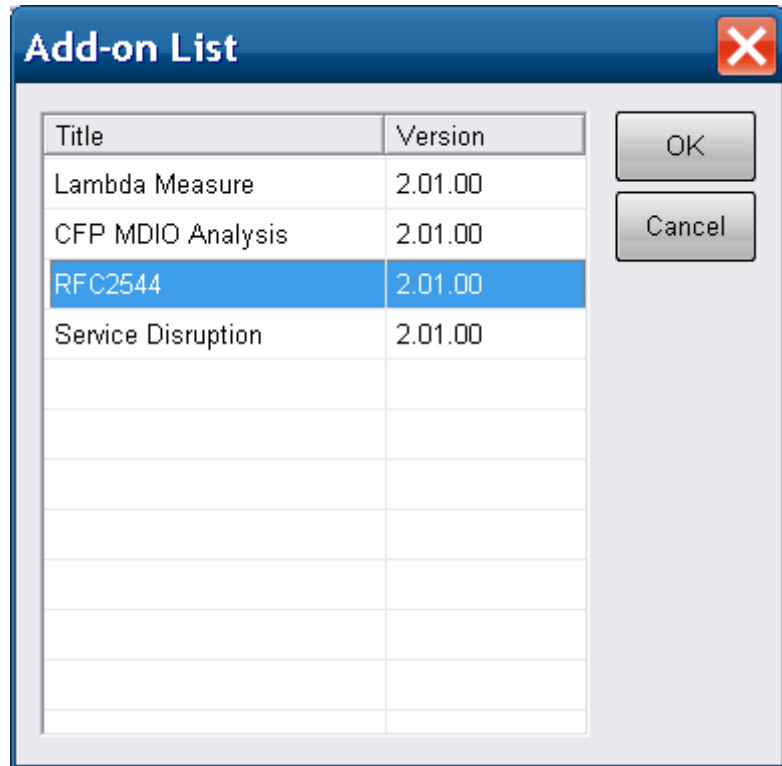 Add-on List
Title Version
Lambda Measure 2.01.00
CFP MDIO Analysis 2.01.00
RFC2544 2.01.00
Service Disruption 2.01.00
OK
Cancel